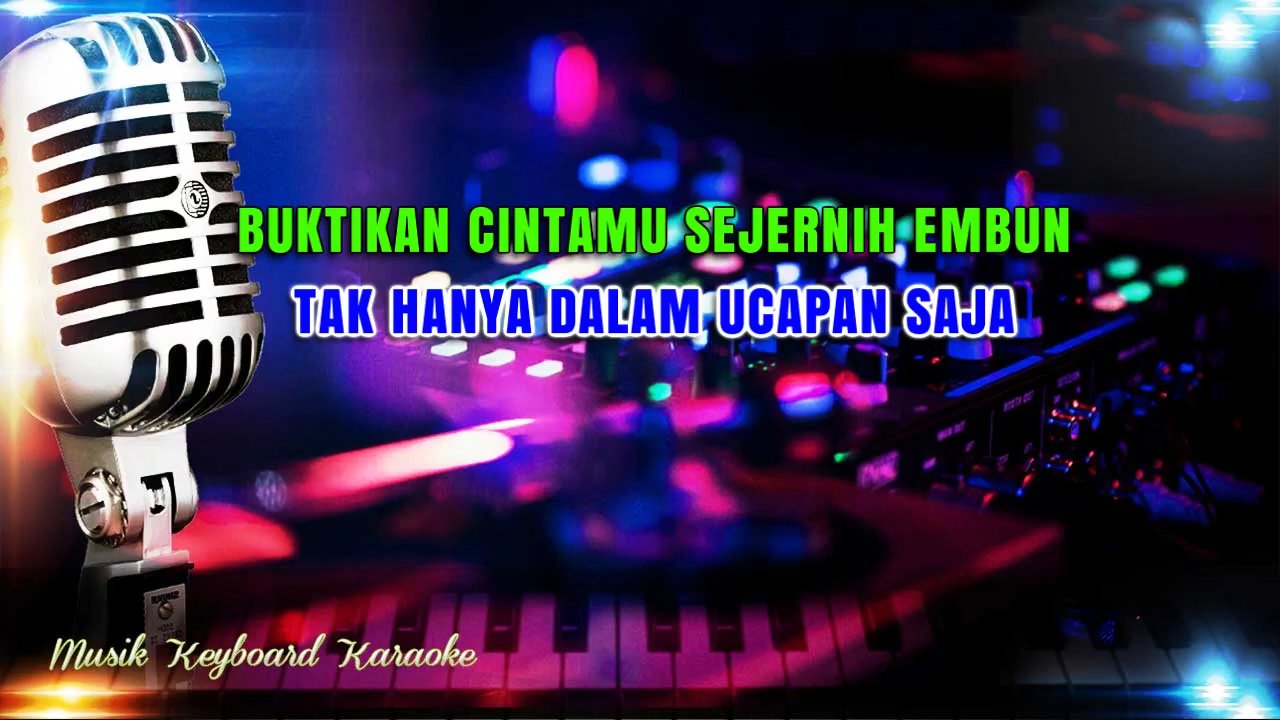 BUKTIKAN CINTAMU SEJERNIH EMBUN
TAK HANYA DALAM UCAPAN SAJA
Musik Keyboard Karaoke